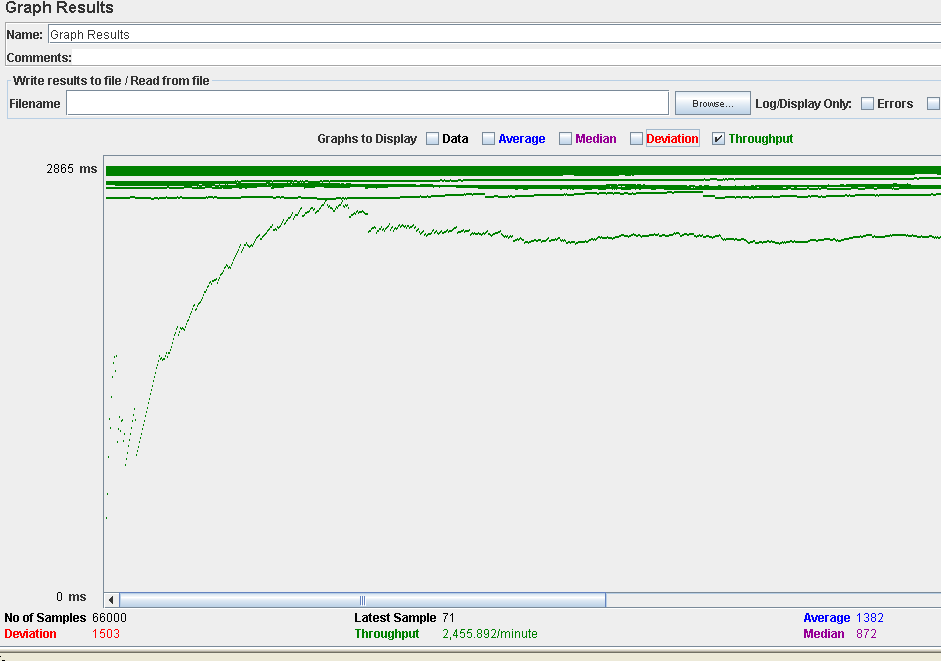 Graph Results
Name: Graph Results
Comments:
Write results to file / Read from file
Filename Browse... Log/Display Only: Errors
Graphs to Display Data Average Median Deviation Throughput
2865 ms
0 ms
No of Samples 66000 Latest Sample 71 Average 1382
Deviation 1503 Throughput 2,455.892/minute Median 872